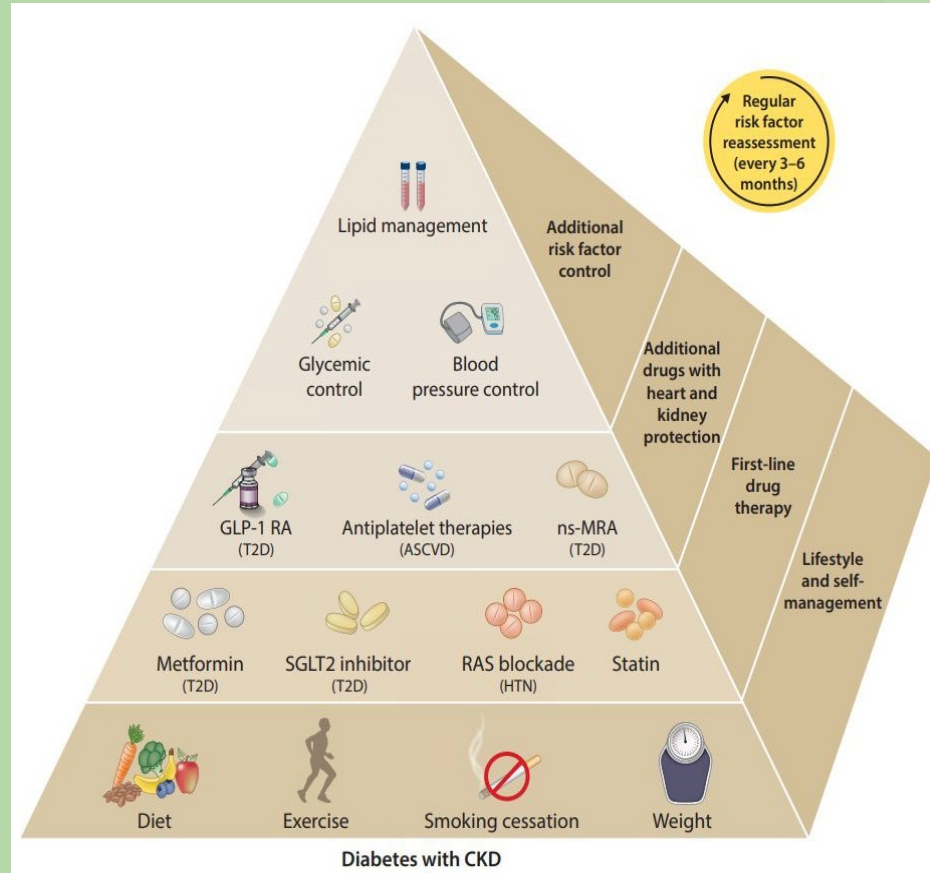 Regular
risk factor
reassessment
(every 3–6
months)
Lipid management
Additional
risk factor
control
Glycemic
control
Blood
pressure control
Additional
drugs with
heart and
kidney
protection
GLP-1 RA
(T2D)
Antiplatelet therapies
(ASCVD)
ns-MRA
(T2D)
First-line
drug
therapy
Metformin
(T2D)
SGLT2 inhibitor
(T2D)
RAS blockade
(HTN)
Statin
Lifestyle
and self-
management
Diet
Exercise
Smoking cessation
Weight
Diabetes with CKD